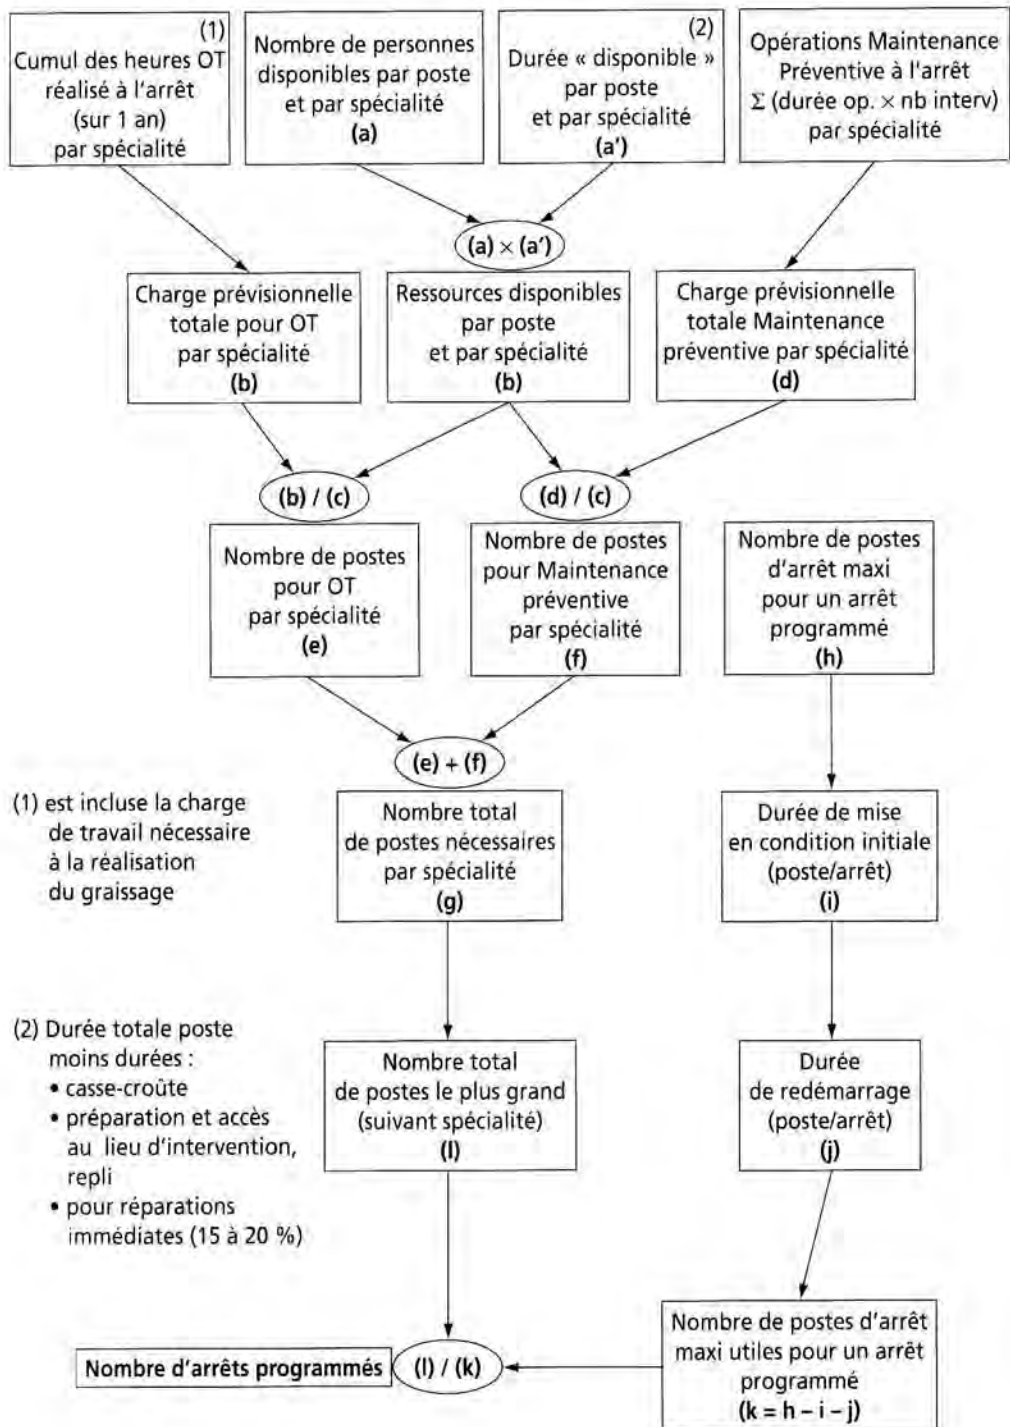 (1)
Cumul des heures OT
réalisé à l'arrêt
(sur 1 an)
par spécialité
Nombre de personnes
disponibles par poste
et par spécialité
(a)
(2)
Durée « disponible »
par poste
et par spécialité
(a')
Opérations Maintenance
Préventive à l'arrêt
Σ (durée op. × nb interv)
par spécialité
(a) × (a')
Charge prévisionnelle
totale pour OT
par spécialité
(b)
Ressources disponibles
par poste
et par spécialité
(b)
Charge prévisionnelle
totale Maintenance
préventive par spécialité
(d)
(b) / (c)
(d) / (c)
Nombre de postes
pour OT
par spécialité
(e)
Nombre de postes
pour Maintenance
préventive
par spécialité
(f)
Nombre de postes
d'arrêt maxi
pour un arrêt
programmé
(h)
(e) + (f)
(1) est incluse la charge
de travail nécessaire
à la réalisation
du graissage
Nombre total
de postes nécessaires
par spécialité
(g)
Durée de mise
en condition initiale
(poste/arrêt)
(i)
(2) Durée totale poste
moins durées :
• casse-croûte
• préparation et accès
au lieu d'intervention,
repli
• pour réparations
immédiates (15 à 20 %)
Nombre total
de postes le plus grand
(suivant spécialité)
(l)
Durée
de redémarrage
(poste/arrêt)
(j)
Nombre d'arrêts programmés
(l) / (k)
Nombre de postes d'arrêt
maxi utiles pour un arrêt
programmé
(k = h – i – j)